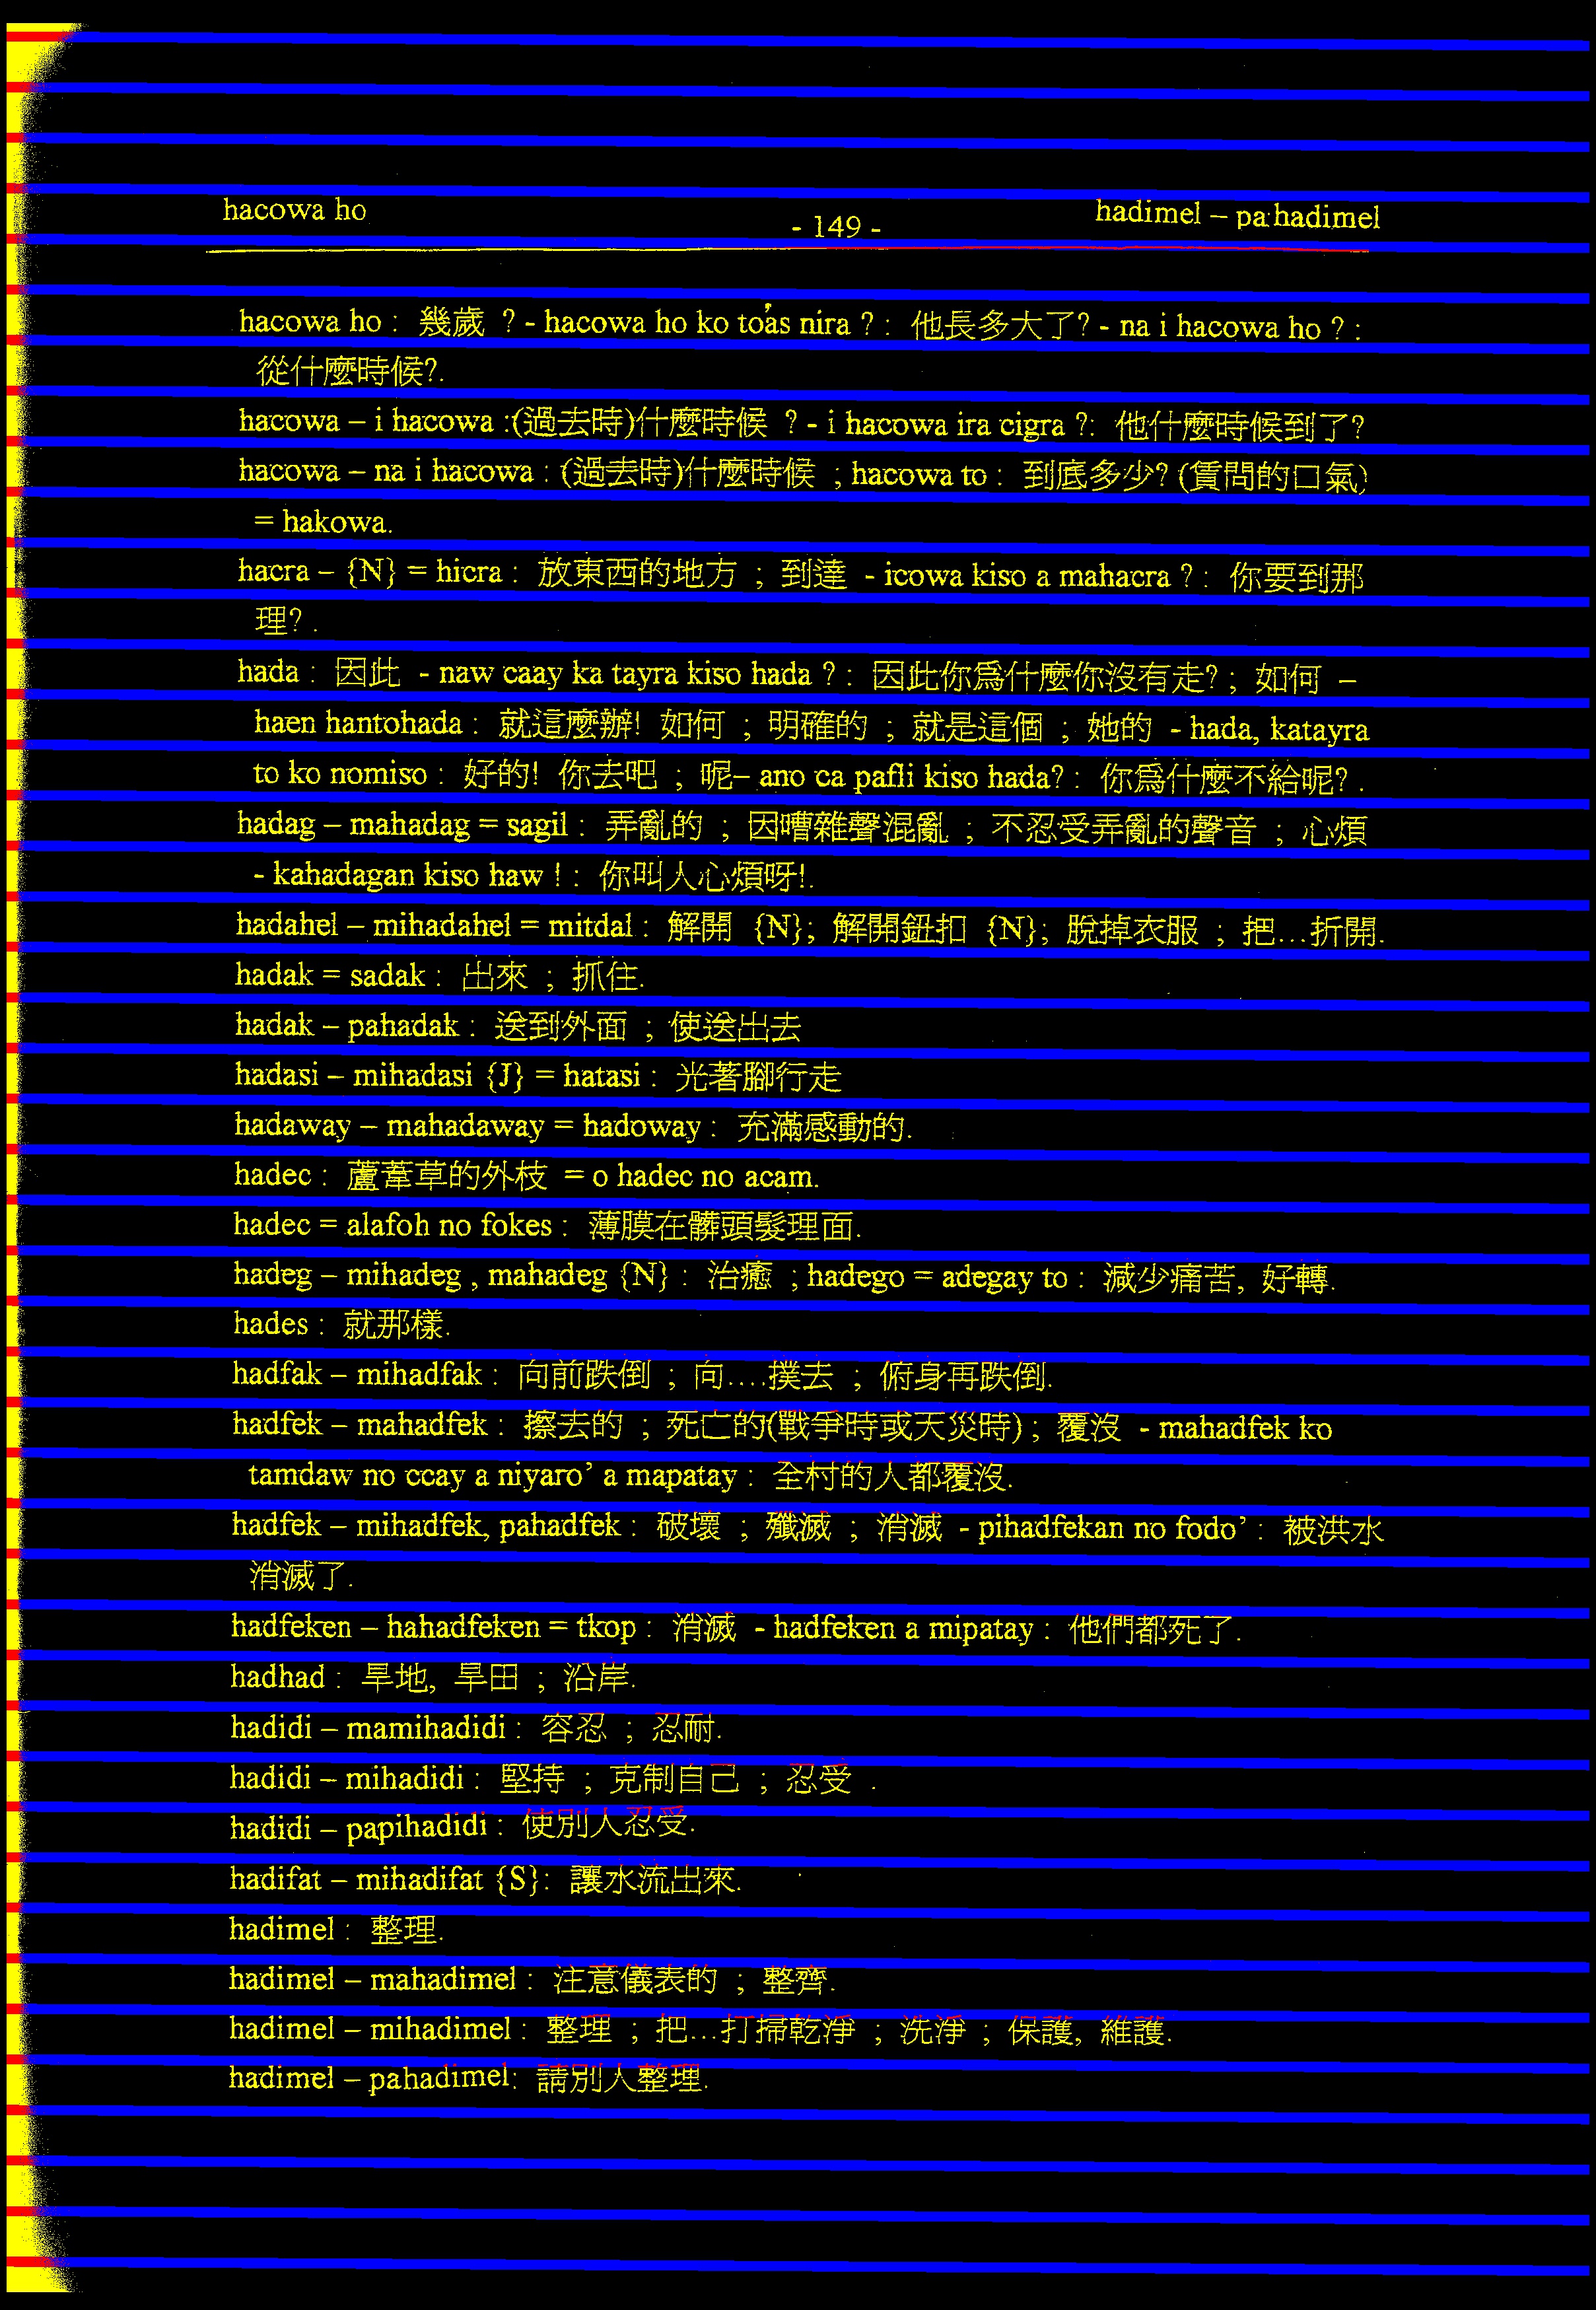 hacowa ho - 149 - hadimel – pahadimel
hacowa ho : 幾歲 ? - hacowa ho ko toás nira ? : 他長多大了? - na i hacowa ho ? :
從什麼時候?.
hacowa – i hacowa :(過去時)什麼時候 ? - i hacowa ira cigra ?: 他什麼時候到了?
hacowa – na i hacowa : (過去時)什麼時候 ; hacowa to : 到底多少? (質問的口氣)
= hakowa.
hacra – {N} = hicra : 放東西的地方 ; 到達 - icowa kiso a mahacra ? : 你要到那
理? .
hada : 因此 - naw caay ka tayra kiso hada ? : 因此你爲什麼你沒有走? ; 如何 –
haen hantohada : 就這麼辦! 如何 ; 明確的 ; 就是這個 ; 她的 - hada, katayra
to ko nomiso : 好的! 你去吧 ; 呢– ano ca pafli kiso hada? : 你爲什麼不給呢? .
hadag – mahadag = sagil : 弄亂的 ; 因嘈雜聲混亂 ; 不忍受弄亂的聲音 ; 心煩
- kahadagan kiso haw ! : 你叫人心煩呀!.
hadahel – mihadahel = mitdal : 解開 {N}; 解開鈕扣 {N}; 脫掉衣服 ; 把...折開.
hadak = sadak : 出來 ; 抓住.
hadak – pahadak : 送到外面 ; 使送出去
hadasi – mihadasi {J} = hatasi : 光著腳行走
hadaway – mahadaway = hadoway : 充滿感動的.
hadec : 蘆葦草的外枝 = o hadec no acam.
hadec = alafoh no fokes : 薄膜在髒頭髮理面.
hadeg – mihadeg , mahadeg {N} : 治癒 ; hadego = adegay to : 減少痛苦, 好轉.
hades : 就那樣.
hadfak – mihadfak : 向前跌倒 ; 向....撲去 ; 俯身再跌倒.
hadfek – mahadfek : 擦去的 ; 死亡的(戰爭時或天災時) ; 覆沒 - mahadfek ko
tamdaw no ccay a niyaro’ a mapatay : 全村的人都覆沒.
hadfek – mihadfek, pahadfek : 破壞 ; 殲滅 ; 消滅 - pihadfekan no fodo’ : 被洪水
消滅了.
hadfeken – hahadfeken = tkop : 消滅 - hadfeken a mipatay : 他們都死了.
hadhad : 旱地, 旱田 ; 沿岸.
hadidi – mamihadidi : 容忍 ; 忍耐.
hadidi – mihadidi : 堅持 ; 克制自己 ; 忍受 .
hadidi – papihadidi : 使別人忍受.
hadifat – mihadifat {S}: 讓水流出來.
hadimel : 整理.
hadimel – mahadimel : 注意儀表的 ; 整齊.
hadimel – mihadimel : 整理 ; 把...打掃乾淨 ; 洗淨 ; 保護, 維護.
hadimel – pahadimel: 請別人整理.